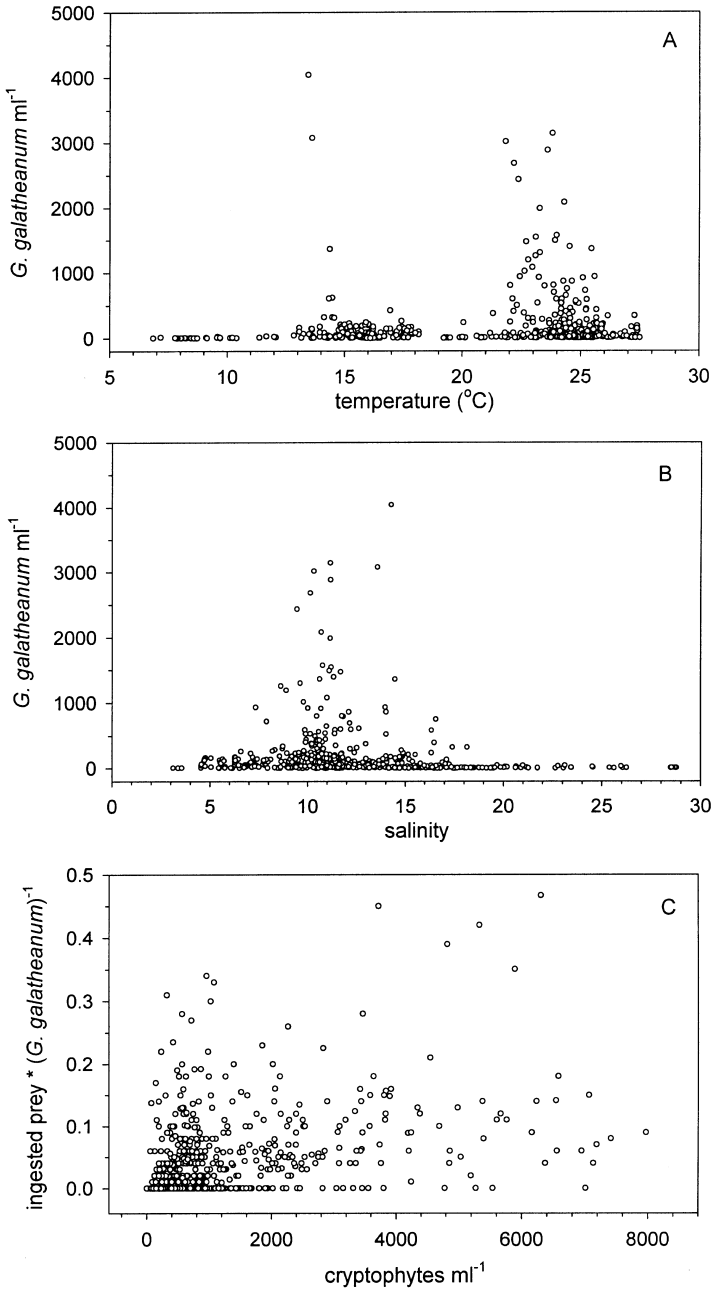 A
5000
4000
3000
2000
1000
0
G. galatheanum ml⁻¹
5 10 15 20 25 30
temperature (°C)
B
5000
4000
3000
2000
1000
0
G. galatheanum ml⁻¹
0 5 10 15 20 25 30
salinity
C
0.5
0.4
0.3
0.2
0.1
0.0
ingested prey * (G. galatheanum)⁻¹
0 2000 4000 6000 8000
cryptophytes ml⁻¹